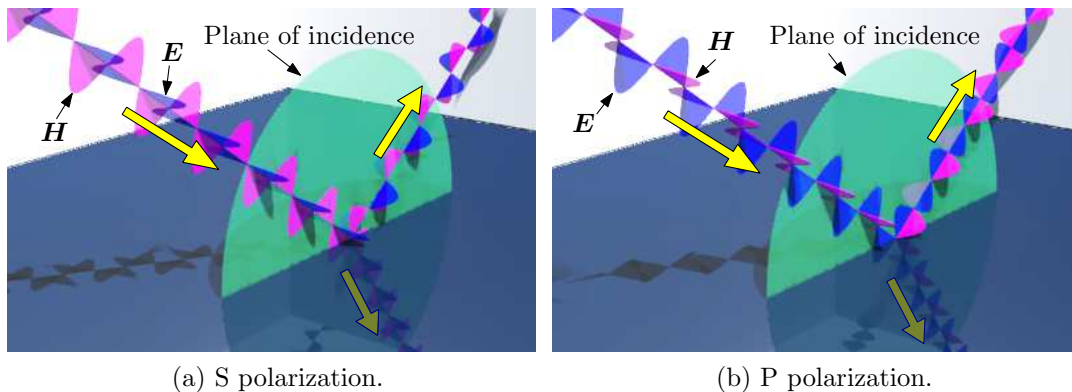 Plane of incidence
E
H
(a) S polarization.
Plane of incidence
H
E
(b) P polarization.